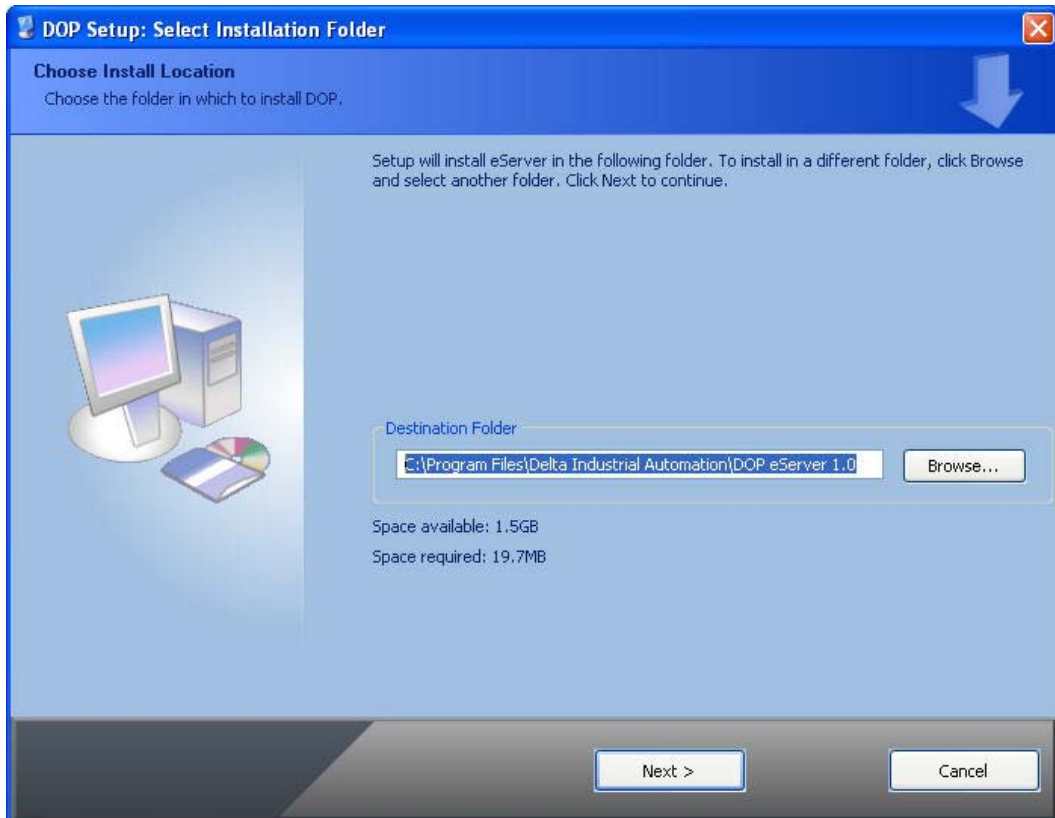 DOP Setup: Select Installation Folder
Choose Install Location
Choose the folder in which to install DOP.
Setup will install eServer in the following folder. To install in a different folder, click Browse
and select another folder. Click Next to continue.
Destination Folder
C:\Program Files\Delta Industrial Automation\DOP eServer 1.0
Browse...
Space available: 1.5GB
Space required: 19.7MB
Next >
Cancel